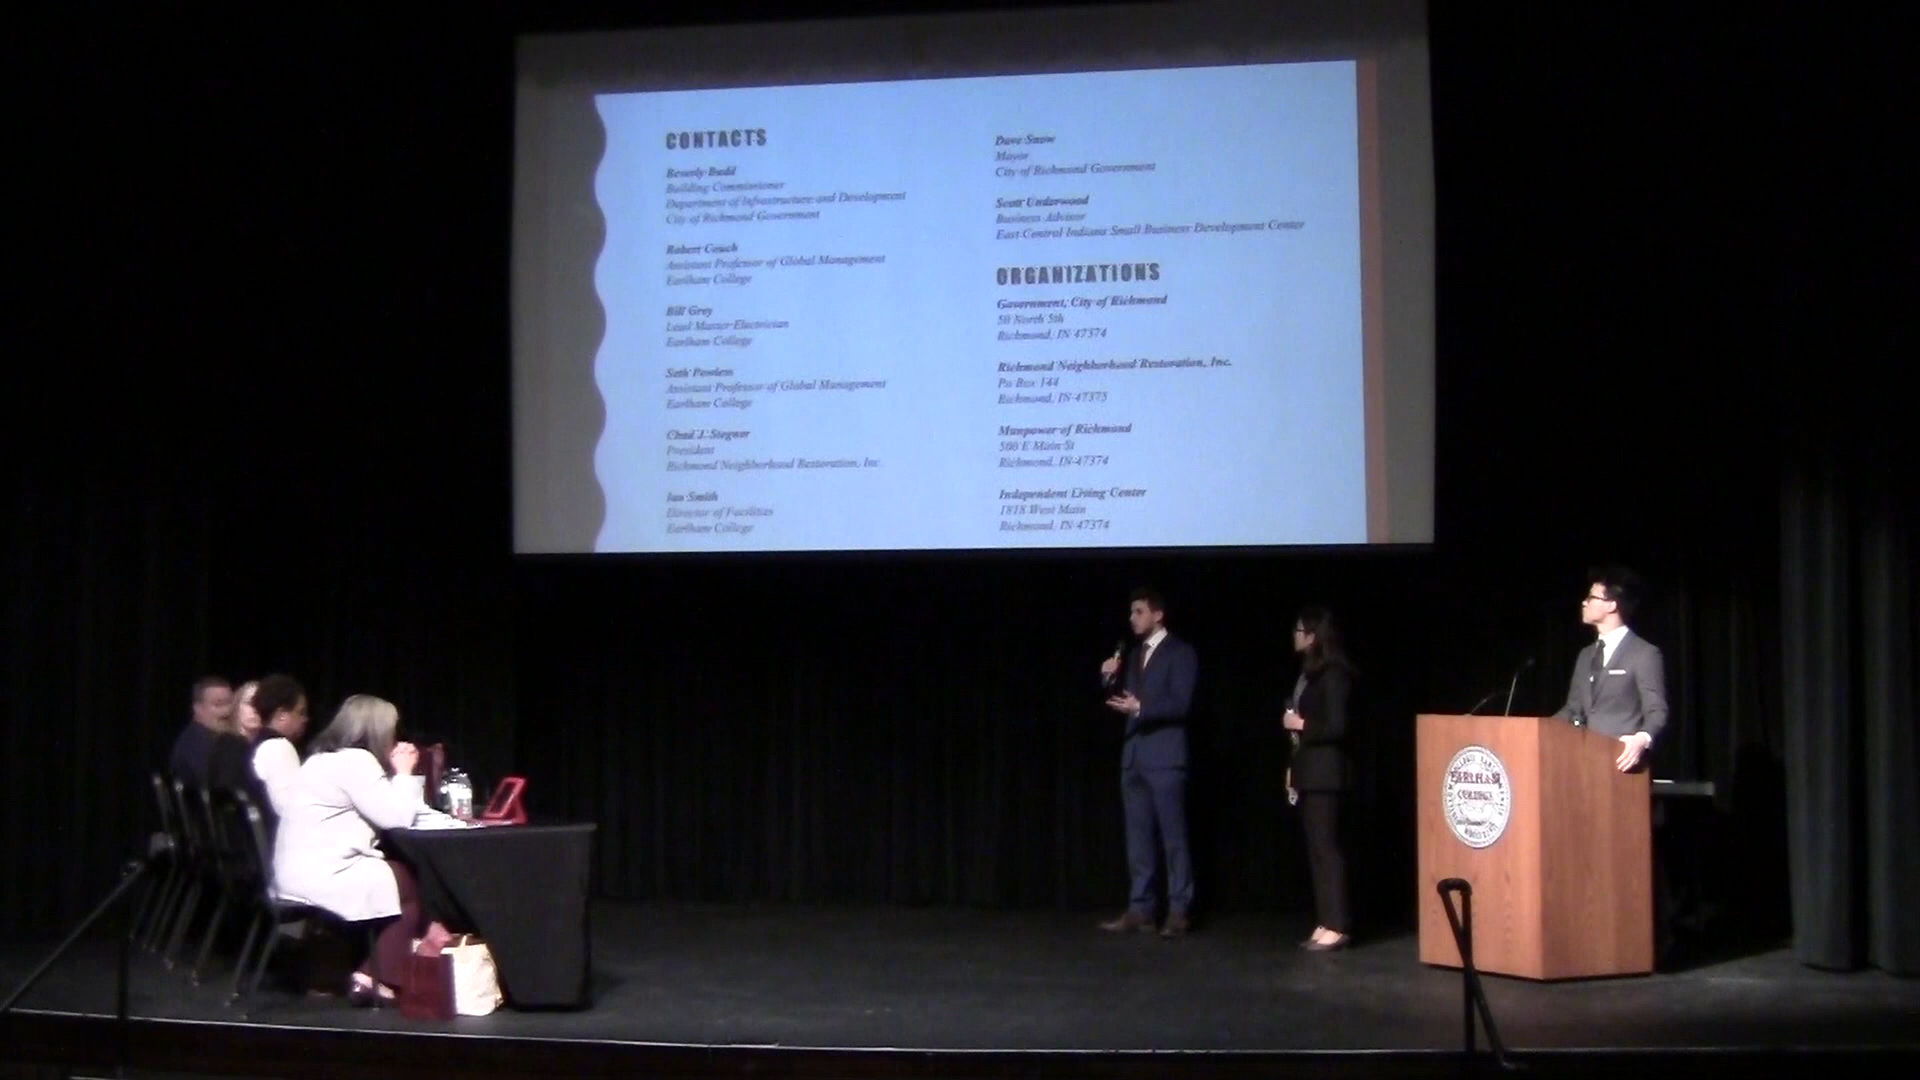 CONTACTS
Beverly Budd
Building Commissioner
Department of Infrastructure and Development
City of Richmond Government
Robert Couch
Assistant Professor of Global Management
Earlham College
Bill Grey
Lead Master Electrician
Earlham College
Seth
Assistant Professor of Global Management
Earlham College
Chad J. Stegner
President
Richmond Neighborhood Restoration, Inc
Ian Smith
Director of Facilities
Earlham College
Dave Snow
Mayor
City of Richmond Government
Scott Underwood
Business Advisor
East Central Indiana Small Business Development Center
ORGANIZATIONS
Government, City of Richmond
50 North 5th
Richmond, IN 47374
Richmond Neighborhood Restoration, Inc.
Po Box 144
Richmond, IN 47375
Manpower of Richmond
500 E Main St
Richmond, IN 47374
Independent Living Center
1818 West Main
Richmond, IN 47374
EARLHAM
COLLEGE